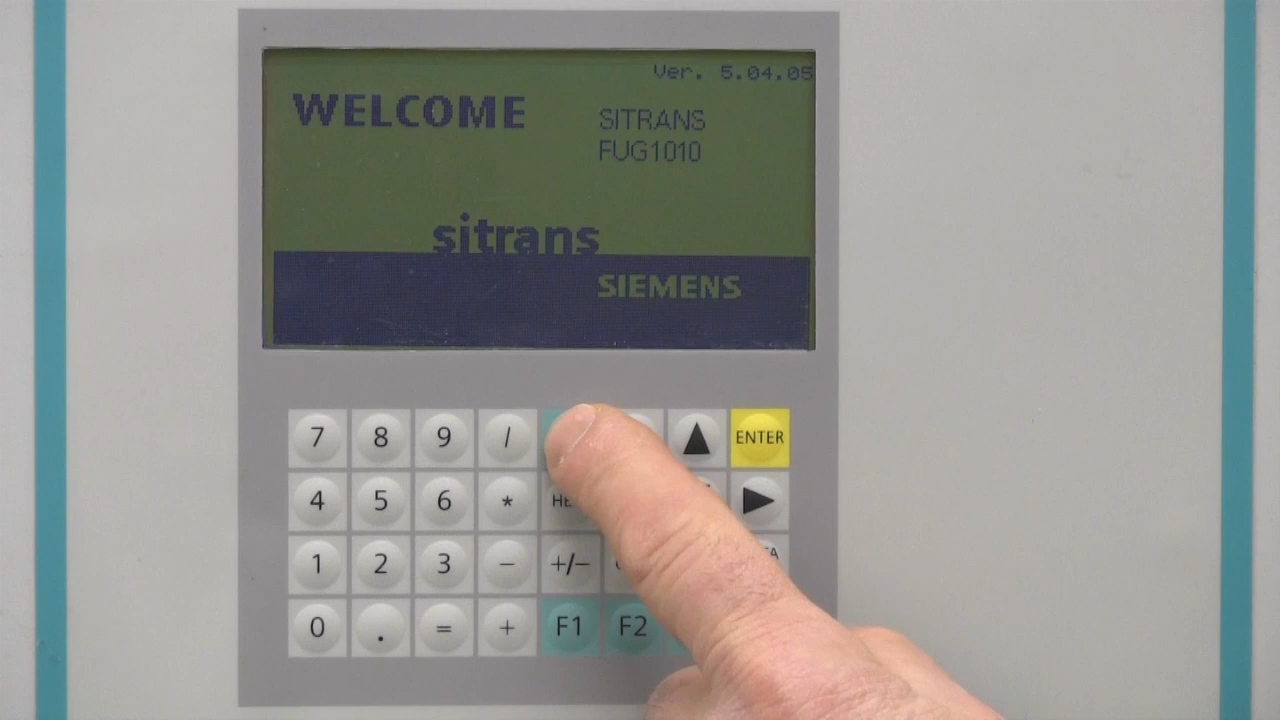 Ver. 5.04.05
WELCOME
SITRANS
FUG1010
sitrans
SIEMENS
7 8 9 / ENTER
4 5 6 *
1 2 3 − +/−
0 . = + F1 F2